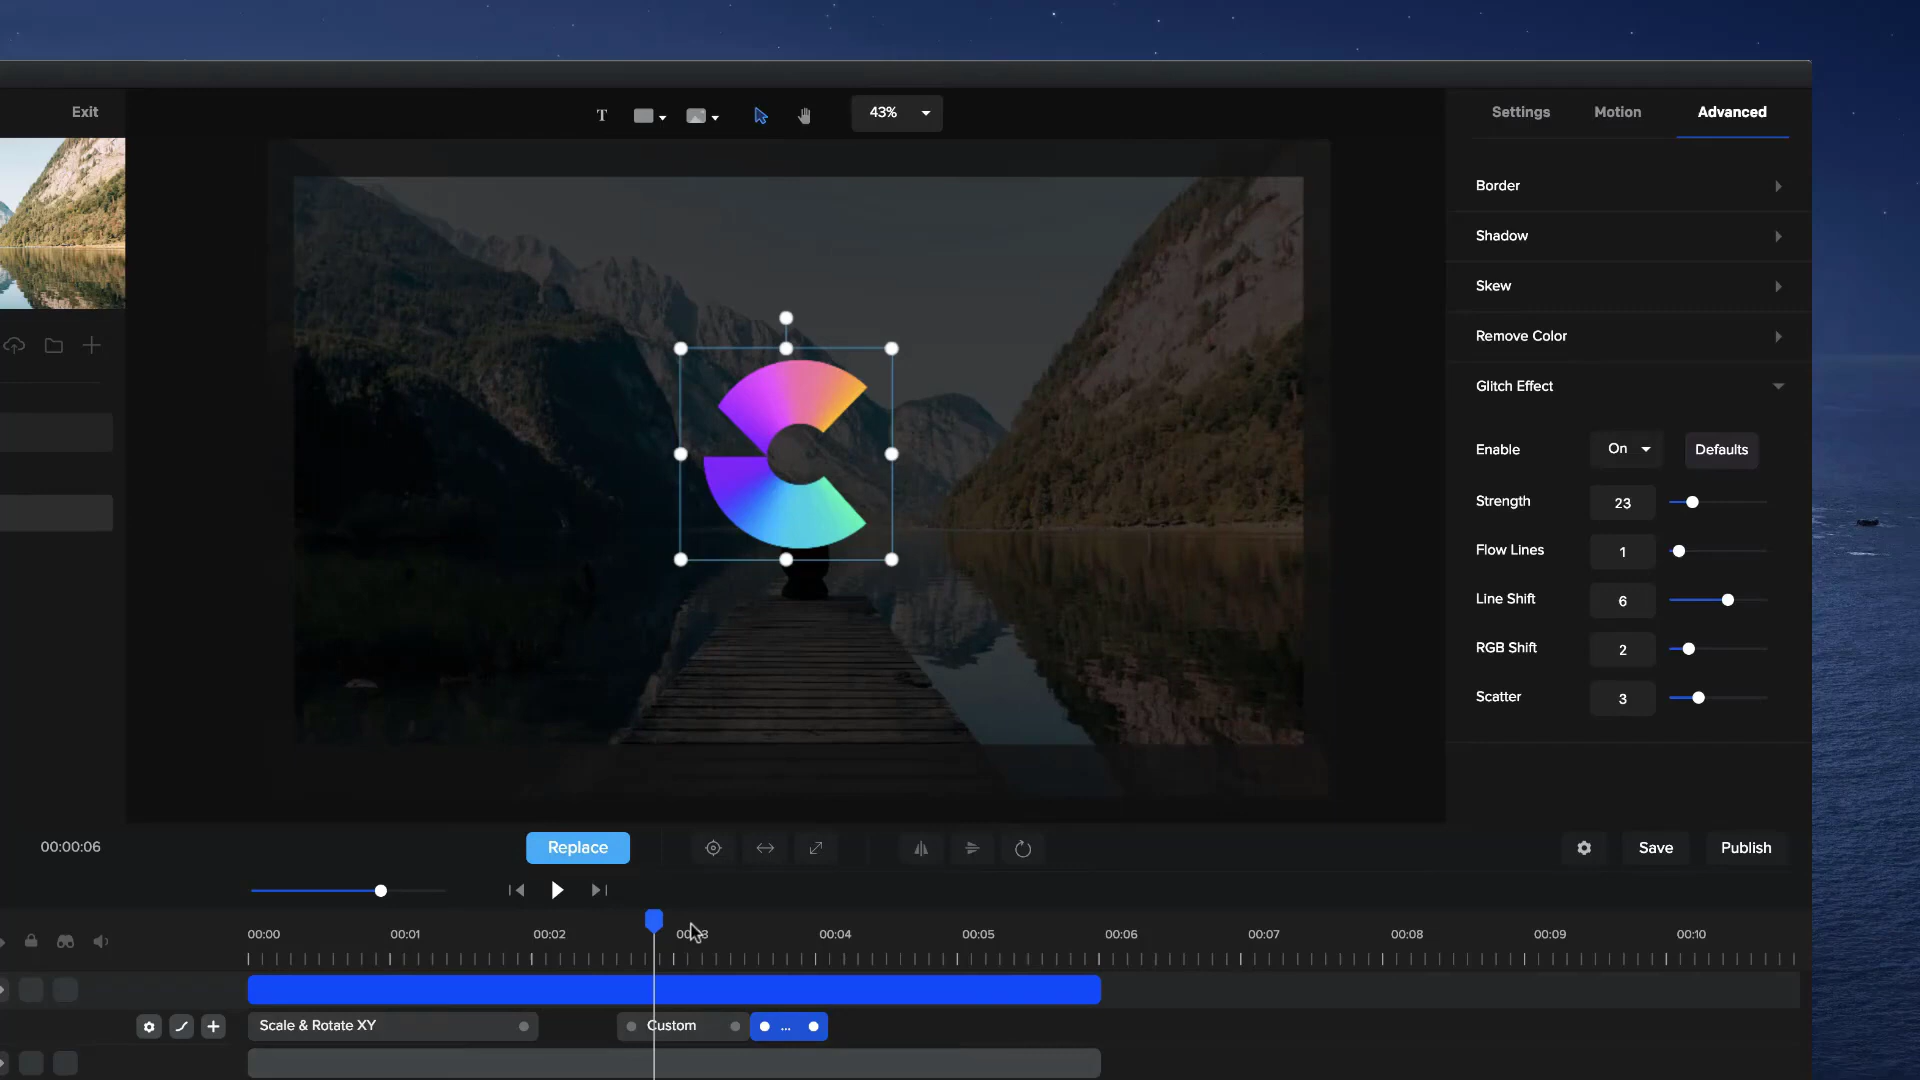 Exit
T
43%
Settings
Motion
Advanced
Border
Shadow
Skew
Remove Color
Glitch Effect
Enable
On
Defaults
Strength
23
Flow Lines
1
Line Shift
6
RGB Shift
2
Scatter
3
00:00:06
Replace
Save
Publish
00:00
00:01
00:02
00:04
00:05
00:06
00:07
00:08
00:09
00:10
Scale & Rotate XY
Custom
...